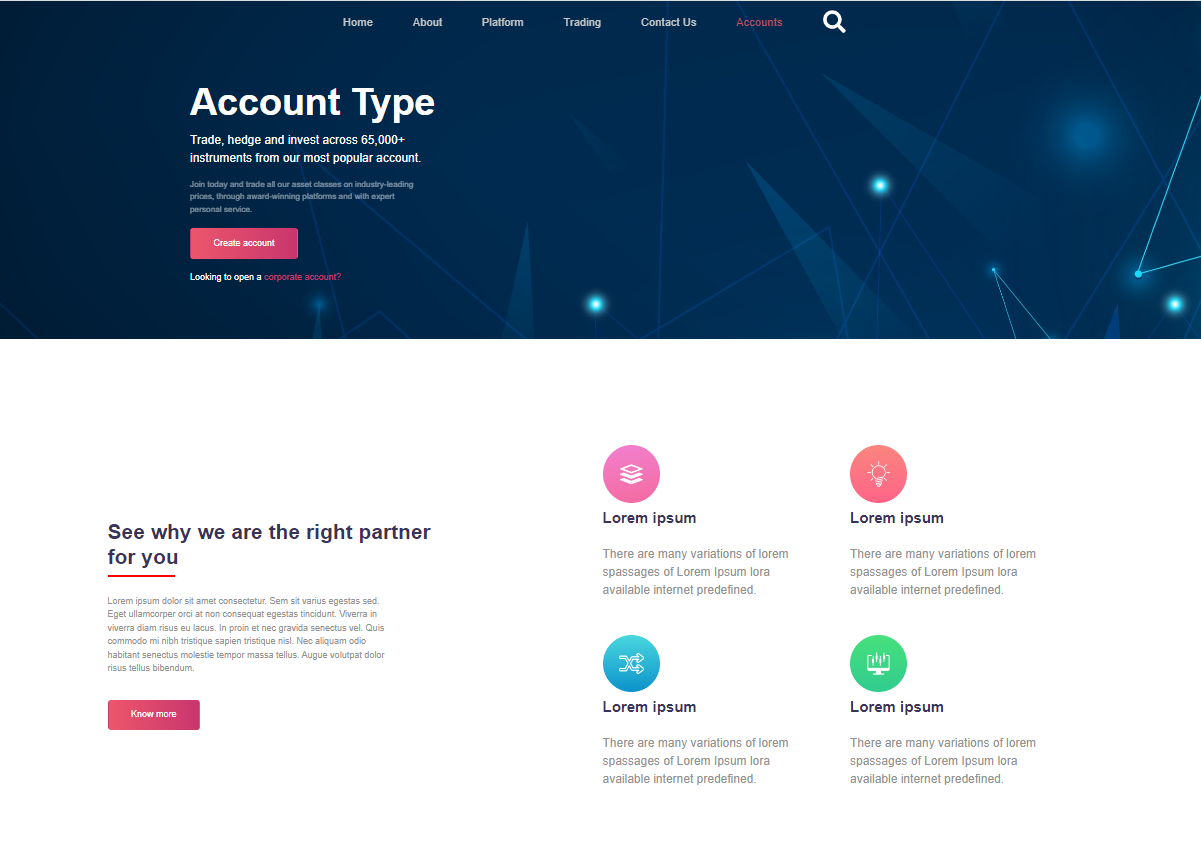 Home About Platform Trading Contact Us Accounts
Account Type
Trade, hedge and invest across 65,000+
instruments from our most popular account.
Join today and trade all our asset classes on industry-leading
prices, through award-winning platforms and with expert
personal service.
Create account
Looking to open a corporate account?
See why we are the right partner
for you
Lorem ipsum dolor sit amet consectetur. Sem sit varius egestas sed.
Eget ullamcorper orci at non consequat egestas tincidunt. Viverra in
viverra diam risus eu lacus. In proin et nec gravida senectus vel. Quis
commodo mi nibh tristique sapien tristique nisl. Nec aliquam odio
habitant senectus molestie tempor massa tellus. Augue volutpat dolor
risus tellus bibendum.
Know more
Lorem ipsum
There are many variations of lorem
spassages of Lorem Ipsum lora
available internet predefined.
Lorem ipsum
There are many variations of lorem
spassages of Lorem Ipsum lora
available internet predefined.
Lorem ipsum
There are many variations of lorem
spassages of Lorem Ipsum lora
available internet predefined.
Lorem ipsum
There are many variations of lorem
spassages of Lorem Ipsum lora
available internet predefined.